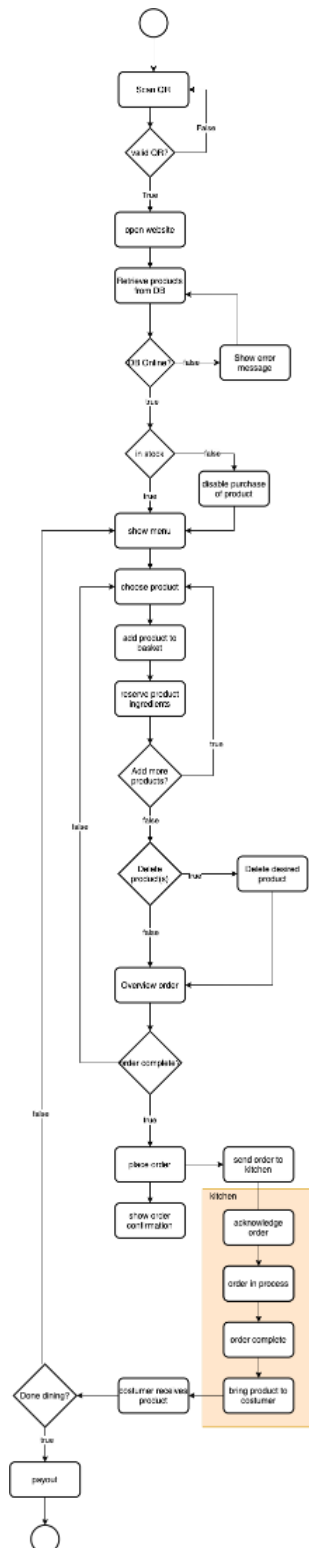 Scan QR
False
valid QR?
True
open website
Retrieve products
from DB
DB Online?
false
Show error
message
true
in stock
false
disable purchase
of product
true
show menu
choose product
add product to
basket
reserve product
ingredients
true
Add more
products?
false
false
Delete
product(s)
true
Delete desired
product
false
Overview order
order complete?
false
true
place order
send order to
kitchen
kitchen
show order
confirmation
acknowledge
order
order in process
order complete
Done dining?
costumer receives
product
bring product to
costumer
true
payout